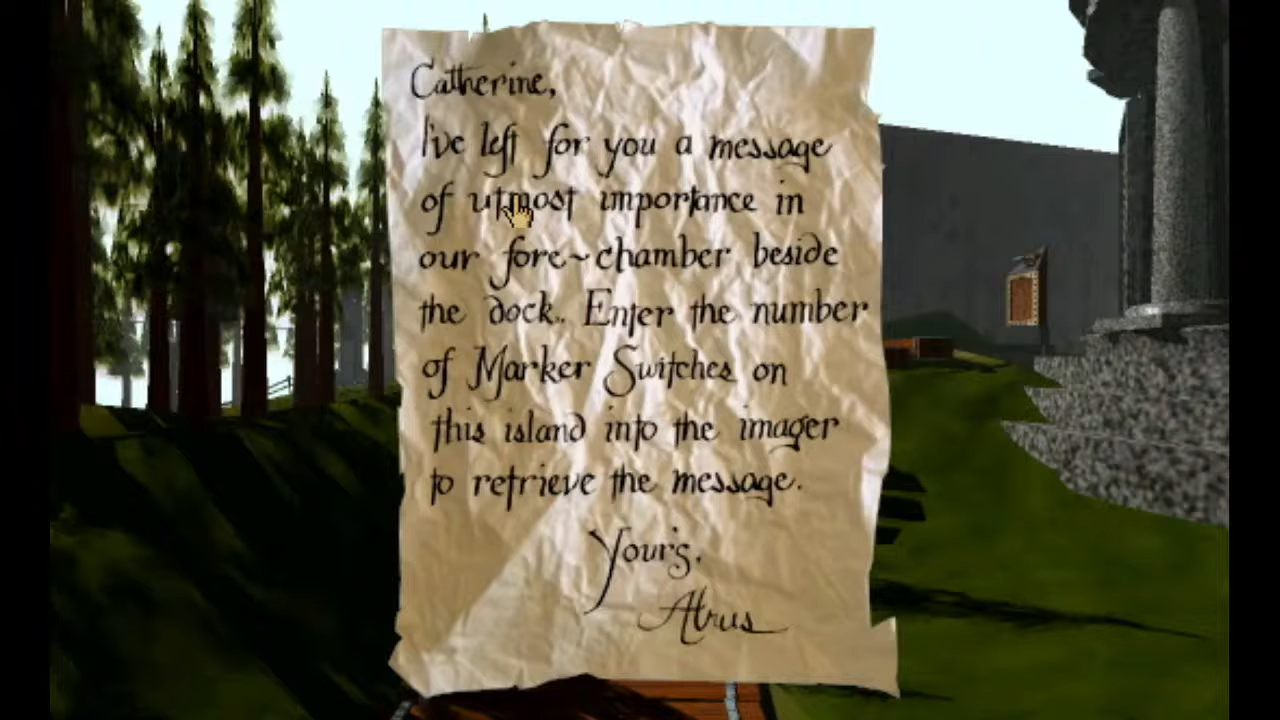 Catherine,
I've left for you a message
of utmost importance in
our fore~chamber beside
the dock. Enter the number
of Marker Switches on
this island into the imager
to retrieve the message.
Your's,
Atrus